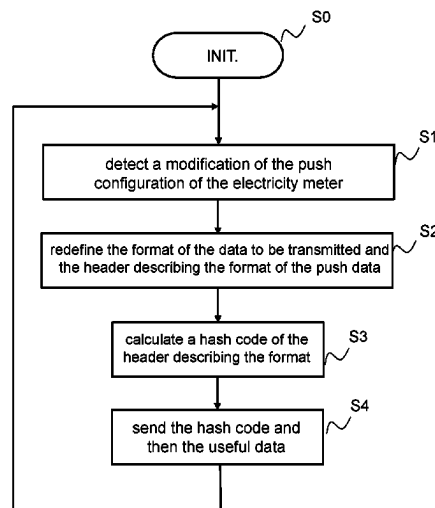 S0
INIT.
S1
detect a modification of the push
configuration of the electricity meter
S2
redefine the format of the data to be transmitted and
the header describing the format of the push data
S3
calculate a hash code of the
header describing the format
S4
send the hash code and
then the useful data